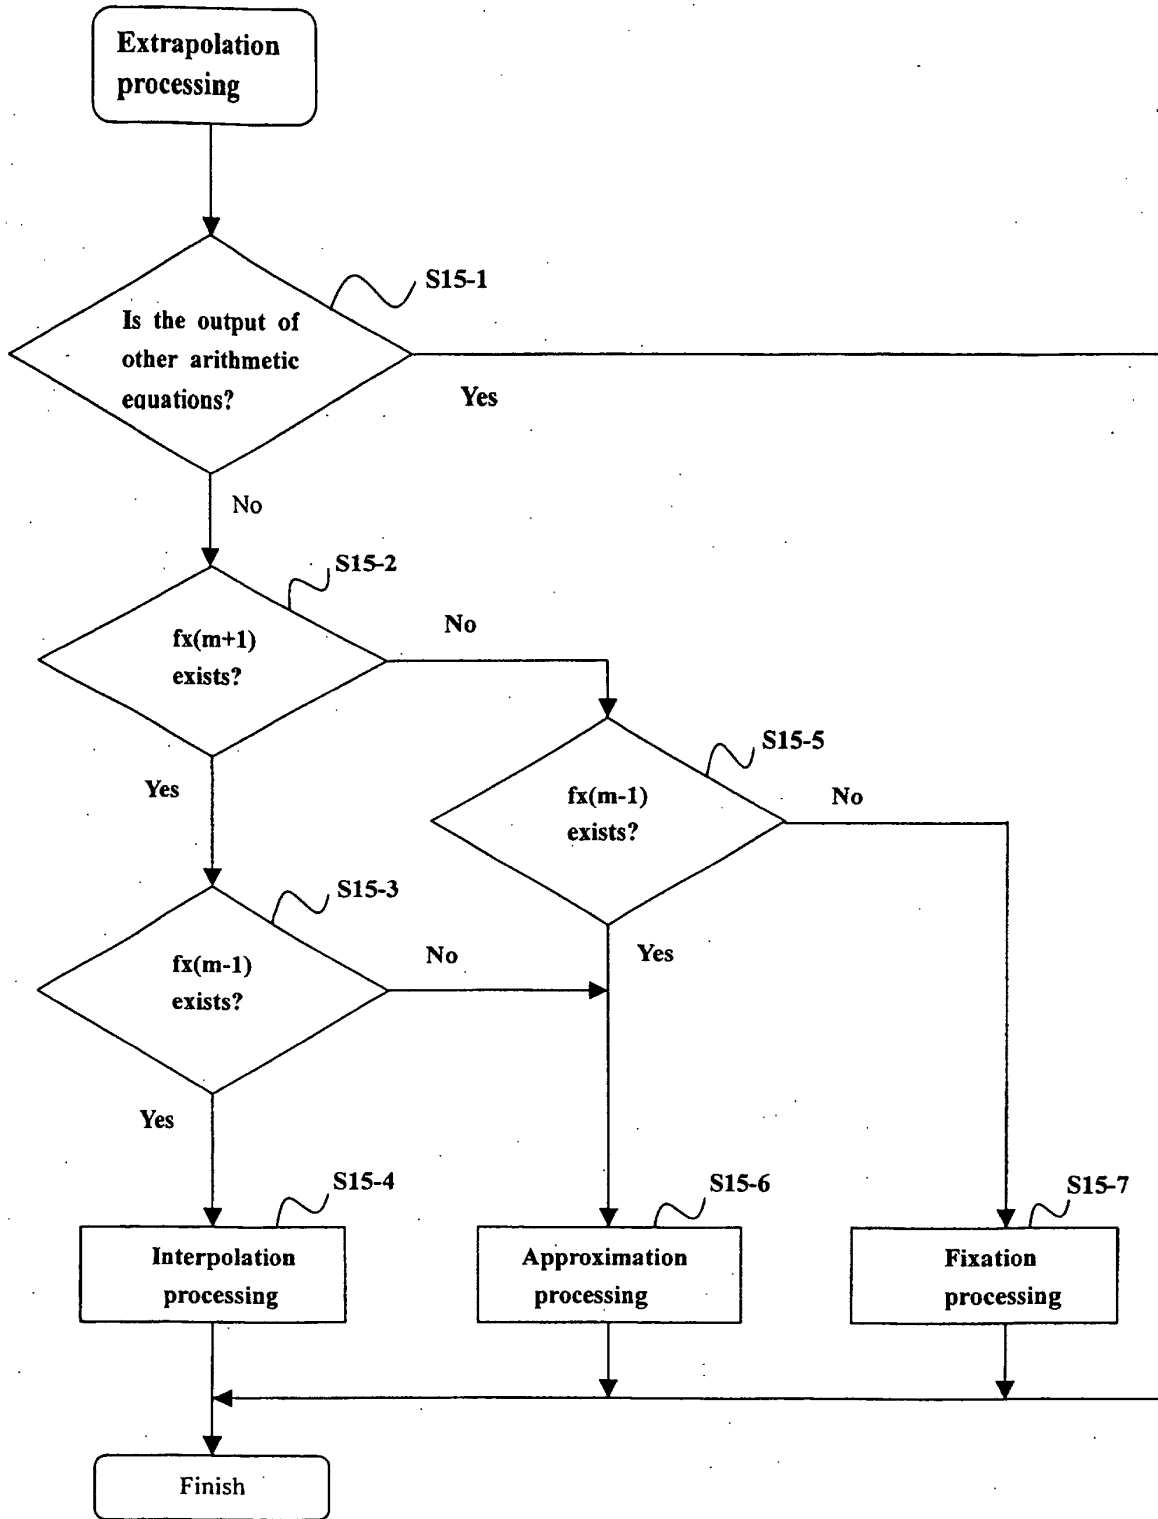 Extrapolation
processing
S15-1
Is the output of
other arithmetic
equations?
Yes
No
S15-2
fx(m+1)
exists?
No
S15-5
Yes
fx(m-1)
exists?
No
S15-3
fx(m-1)
exists?
No
Yes
Yes
S15-4
S15-6
S15-7
Interpolation
processing
Approximation
processing
Fixation
processing
Finish